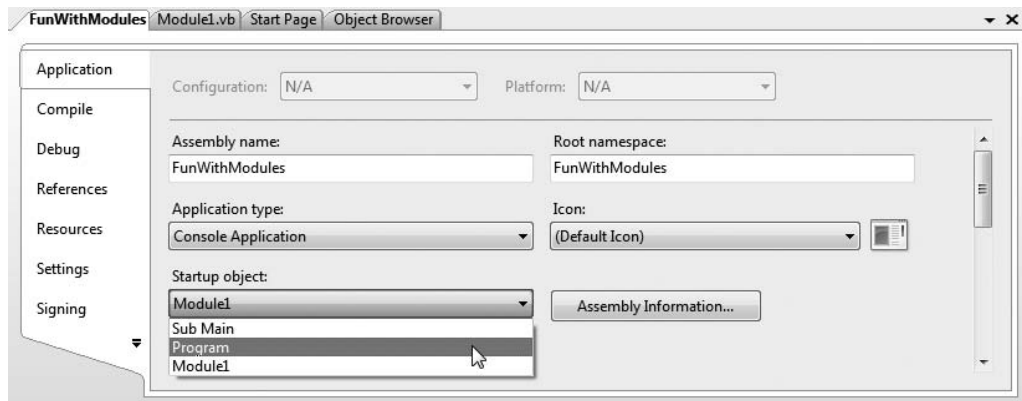 FunWithModules Module1.vb Start Page Object Browser
Application
Compile
Debug
References
Resources
Settings
Signing
Configuration: N/A Platform: N/A
Assembly name: Root namespace:
FunWithModules FunWithModules
Application type: Icon:
Console Application (Default Icon)
Startup object:
Module1 Assembly Information...
Sub Main
Program
Module1